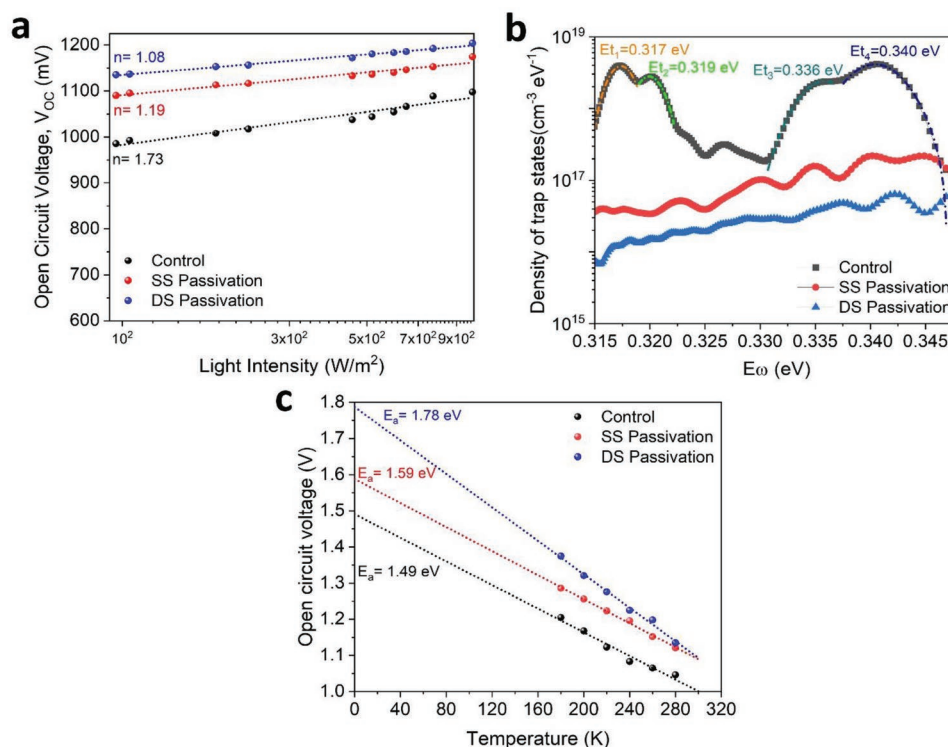 a
Open Circuit Voltage, V_OC (mV)
1200
1100
1000
900
800
700
600
n= 1.08
n= 1.19
n= 1.73
Control
SS Passivation
DS Passivation
10²
3x10²
5x10²
7x10²
9x10²
Light Intensity (W/m²)
b
Density of trap states(cm⁻³ eV⁻¹)
10¹⁹
10¹⁷
10¹⁵
Et₁=0.317 eV
Et₂=0.319 eV
Et₃=0.336 eV
Et₄=0.340 eV
Control
SS Passivation
DS Passivation
0.315 0.320 0.325 0.330 0.335 0.340 0.345
Eω (eV)
c
Open circuit voltage (V)
1.8
1.7
1.6
1.5
1.4
1.3
1.2
1.1
1.0
Eₐ= 1.78 eV
Eₐ= 1.59 eV
Eₐ= 1.49 eV
Control
SS Passivation
DS Passivation
0 40 80 120 160 200 240 280 320
Temperature (K)